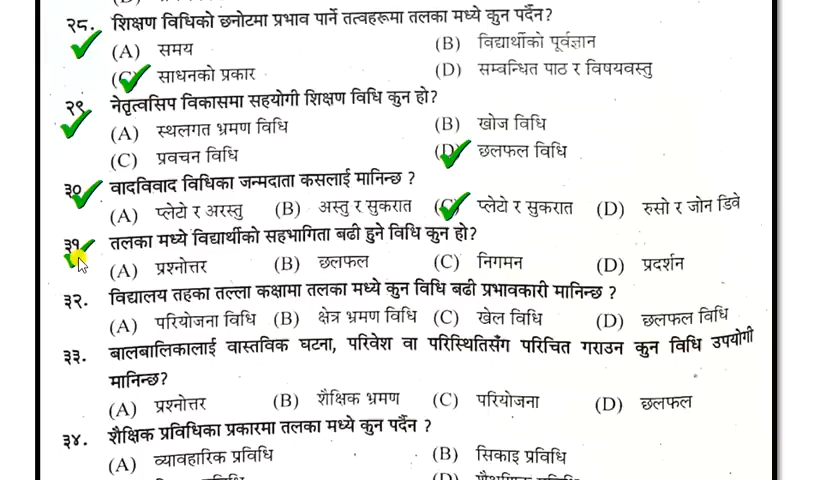 २८. शिक्षण विधिको छनोटमा प्रभाव पार्ने तत्वहरूमा तलका मध्ये कुन पर्दैन?
(A) समय (B) विद्यार्थीको पूर्वज्ञान
(C) साधनको प्रकार (D) सम्बन्धित पाठ र विषयवस्तु
२९. नेतृत्वसिप विकासमा सहयोगी शिक्षण विधि कुन हो?
(A) स्थलगत भ्रमण विधि (B) खोज विधि
(C) प्रवचन विधि (D) छलफल विधि
३० वादविवाद विधिका जन्मदाता कसलाई मानिन्छ ?
(A) प्लेटो र अरस्तु (B) अस्तु र सुकरात (C) प्लेटो र सुकरात (D) रुसो र जोन डिवे
३१ तलका मध्ये विद्यार्थीको सहभागिता बढी हुने विधि कुन हो?
(A) प्रश्नोत्तर (B) छलफल (C) निगमन (D) प्रदर्शन
३२. विद्यालय तहका तल्ला कक्षामा तलका मध्ये कुन विधि बढी प्रभावकारी मानिन्छ ?
(A) परियोजना विधि (B) क्षेत्र भ्रमण विधि (C) खेल विधि (D) छलफल विधि
३३. बालबालिकालाई वास्तविक घटना, परिवेश वा परिस्थितिसँग परिचित गराउन कुन विधि उपयोगी
मानिन्छ?
(A) प्रश्नोत्तर (B) शैक्षिक भ्रमण (C) परियोजना (D) छलफल
३४. शैक्षिक प्रविधिका प्रकारमा तलका मध्ये कुन पर्दैन ?
(A) व्यावहारिक प्रविधि (B) सिकाइ प्रविधि